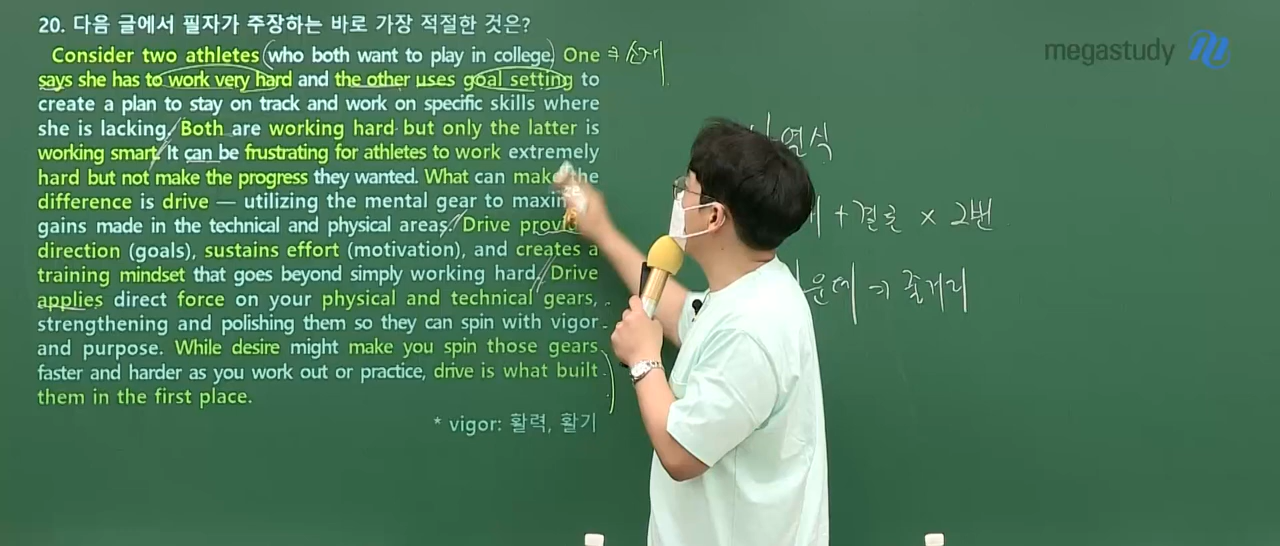 20. 다음 글에서 필자가 주장하는 바로 가장 적절한 것은?
Consider two athletes (who both want to play in college.) One
says she has to work very hard and the other uses goal setting to
create a plan to stay on track and work on specific skills where
she is lacking. Both are working hard but only the latter is
working smart. It can be frustrating for athletes to work extremely
hard but not make the progress they wanted. What can make the
difference is drive — utilizing the mental gear to
gains made in the technical and physical areas. Drive
direction (goals), sustains effort (motivation), and creates a
training mindset that goes beyond simply working hard. Drive
applies direct force on your physical and technical gears,
strengthening and polishing them so they can spin with vigor
and purpose. While desire might make you spin those gears
faster and harder as you work out or practice, drive is what built
them in the first place.
* vigor: 활력, 활기
megastudy
+ 결론 × 2번
줄거리